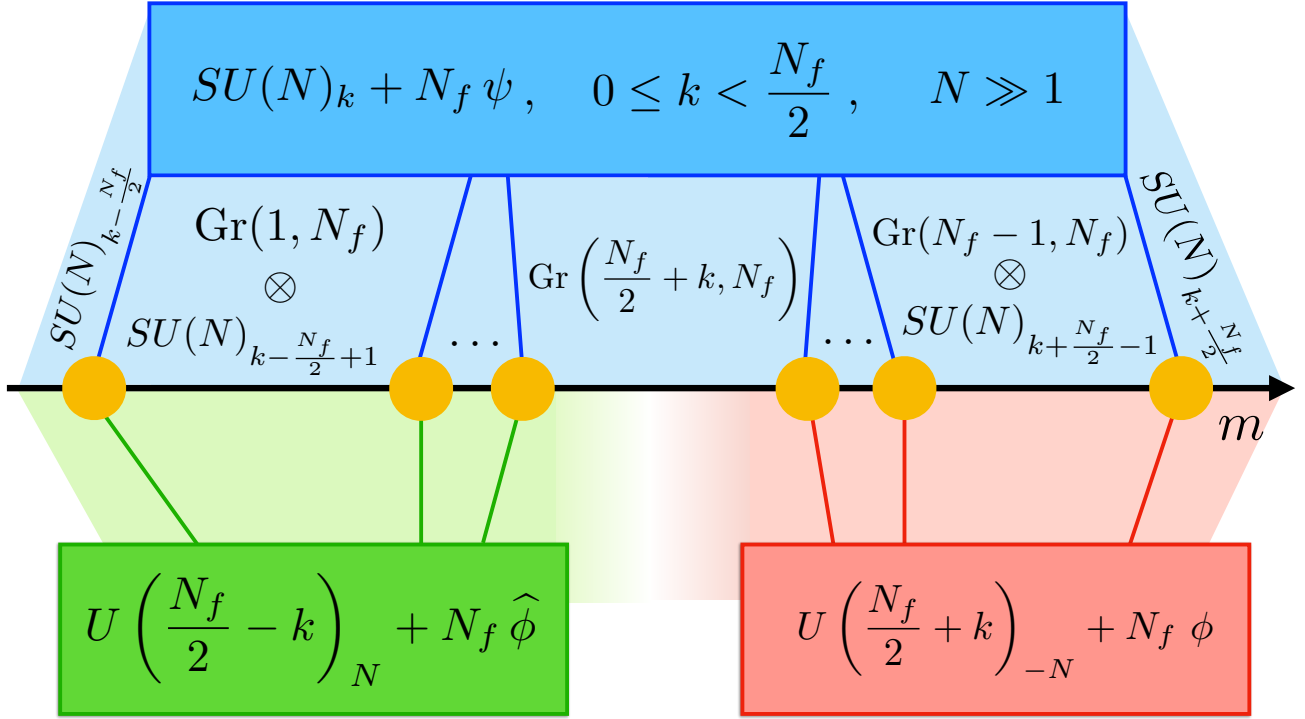 SU(N)_k + N_f ψ , 0 ≤ k < N_f/2 , N ≫ 1
SU(N)_{k-N_f/2}
Gr(1, N_f)
⊗
SU(N)_{k-N_f/2+1}
...
Gr(N_f/2 + k, N_f)
...
Gr(N_f - 1, N_f)
⊗
SU(N)_{k+N_f/2-1}
SU(N)_{k+N_f/2}
m
U(N_f/2 - k)_N + N_f \hat{ϕ}
U(N_f/2 + k)_{-N} + N_f ϕ